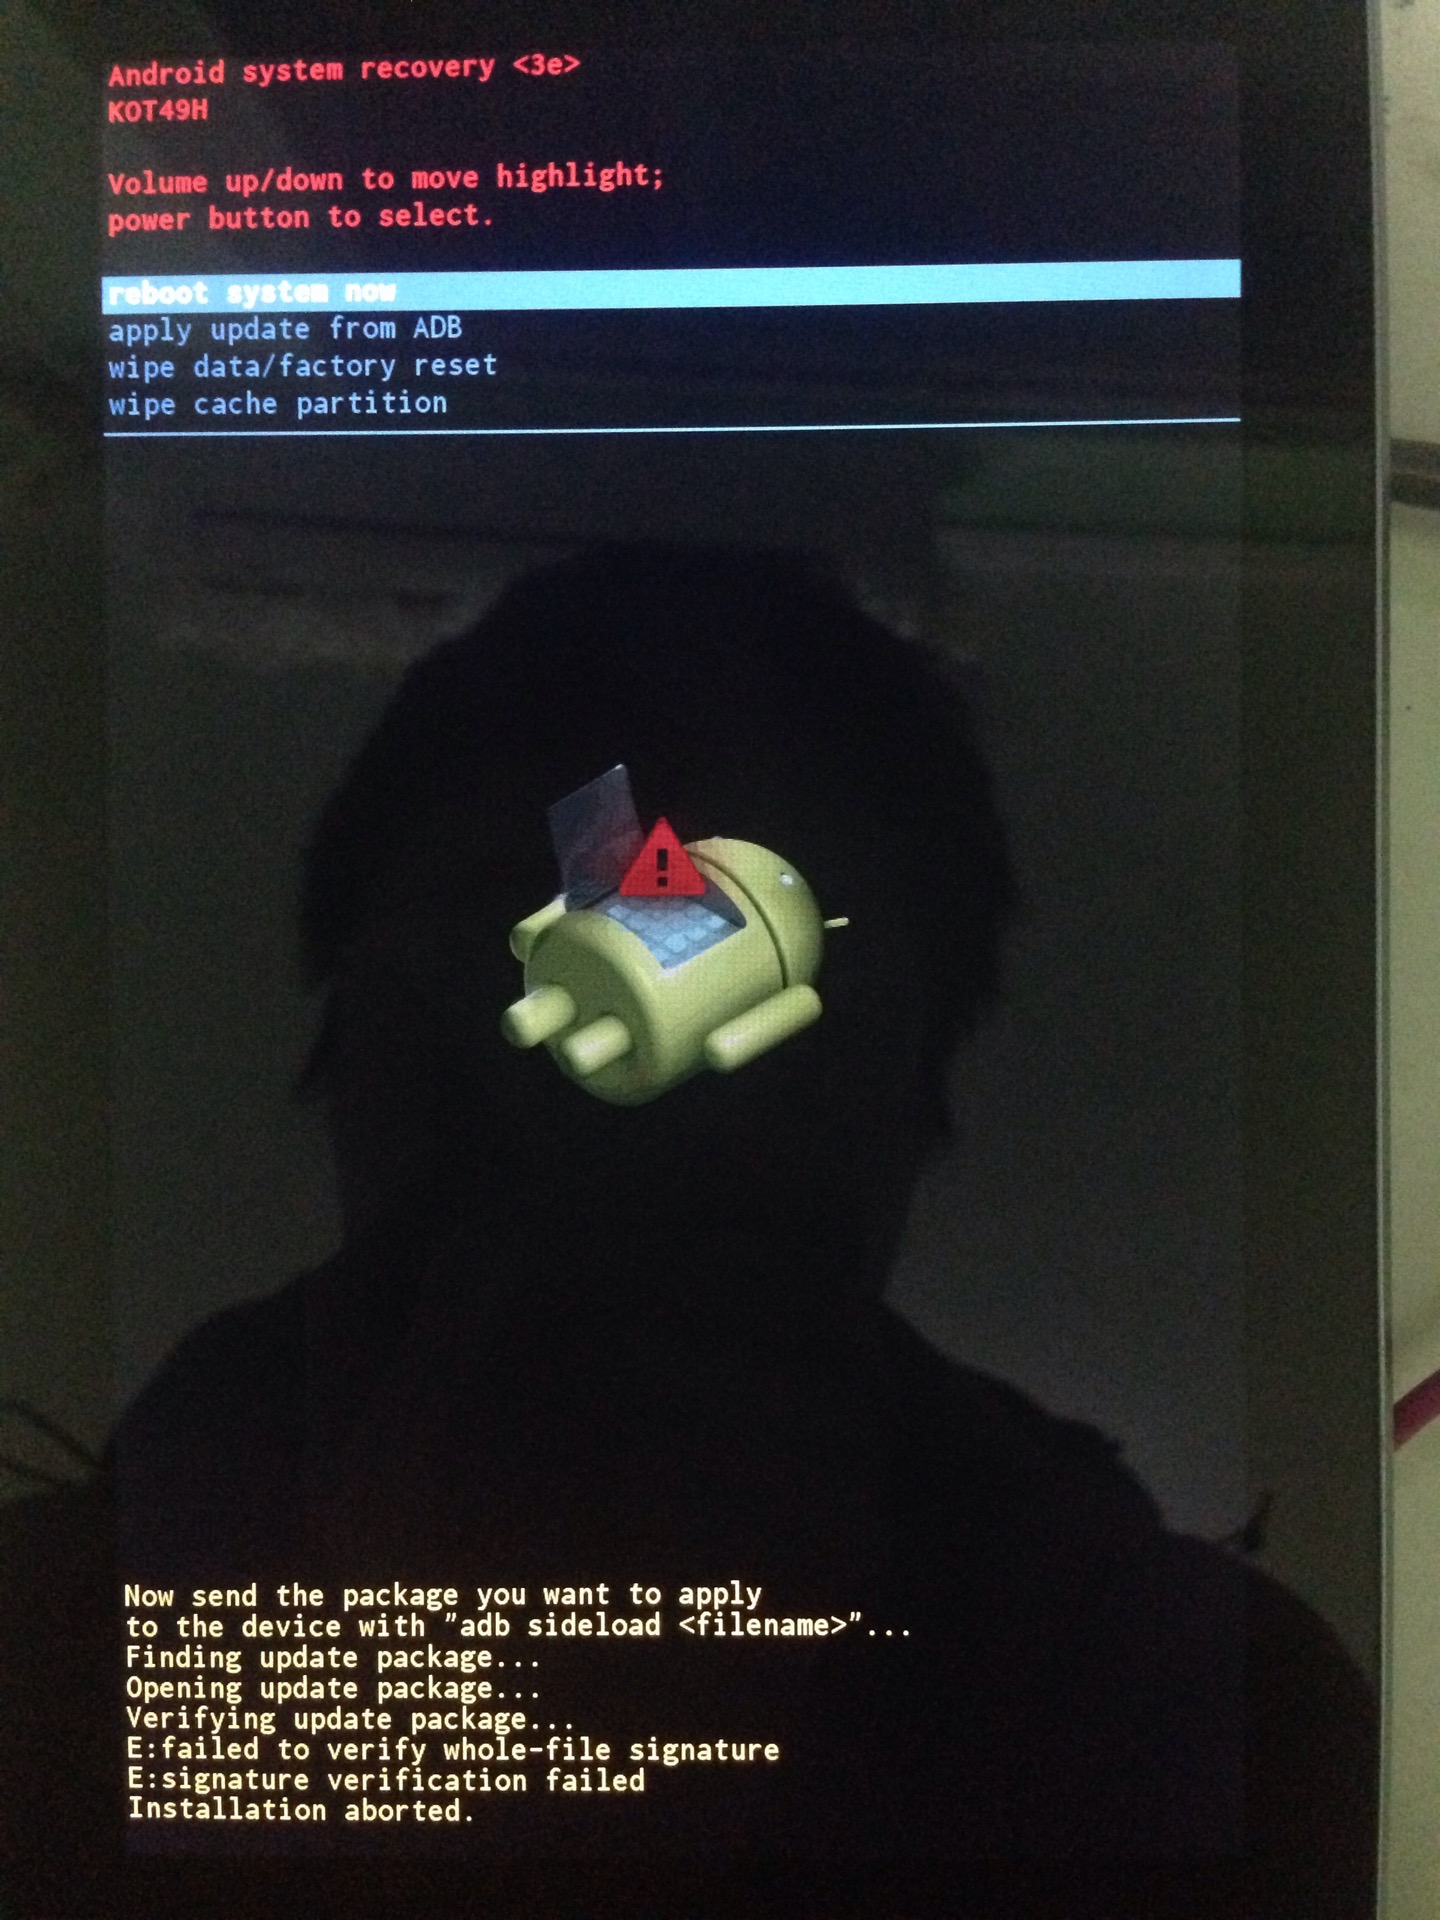 Android system recovery <3e>
KOT49H
Volume up/down to move highlight;
power button to select.
reboot system now
apply update from ADB
wipe data/factory reset
wipe cache partition
!
Now send the package you want to apply
to the device with "adb sideload <filename>"...
Finding update package...
Opening update package...
Verifying update package...
E:failed to verify whole-file signature
E:signature verification failed
Installation aborted.